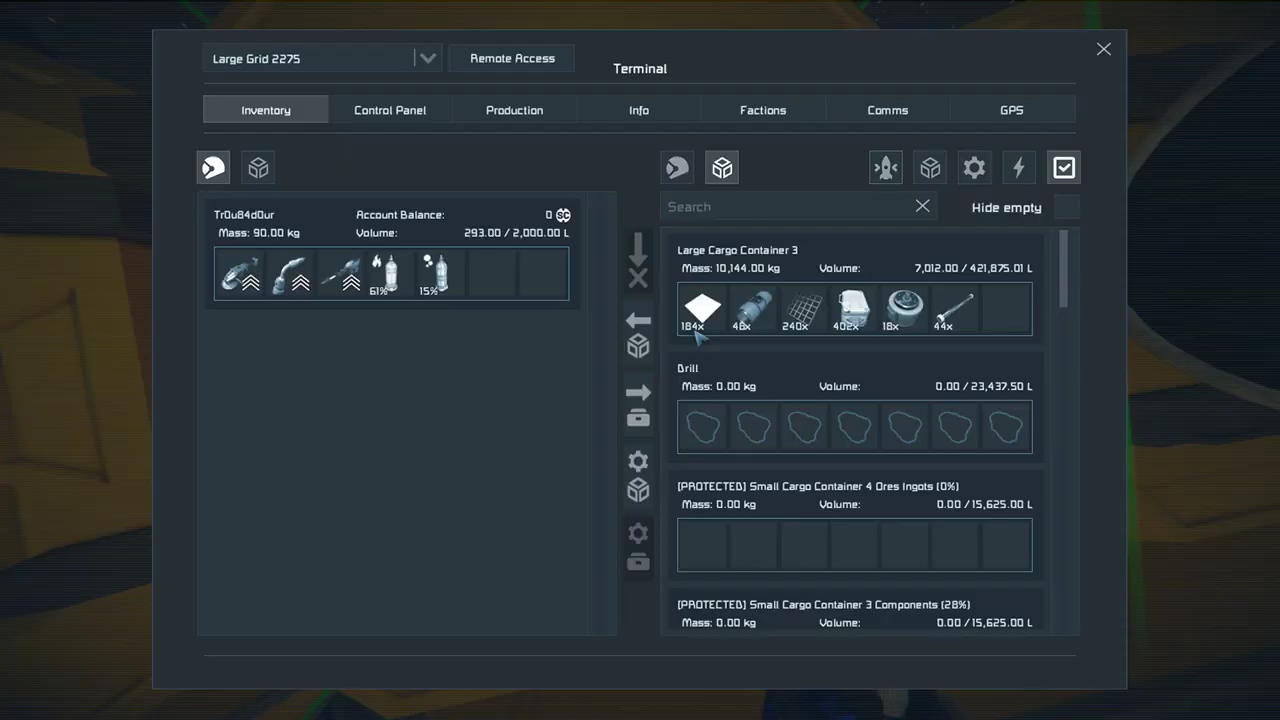 Large Grid 2275
Remote Access
Terminal
Inventory
Control Panel
Production
Info
Factions
Comms
GPS
Tr0u84d0ur
Account Balance:
0 SC
Mass: 90.00 kg
Volume:
293.00 / 2,000.00 L
61%
15%
Search
Hide empty
Large Cargo Container 3
Mass: 10,144.00 kg
Volume:
7,012.00 / 421,875.01 L
184x
46x
240x
402x
18x
44x
Drill
Mass: 0.00 kg
Volume:
0.00 / 23,437.50 L
[PROTECTED] Small Cargo Container 4 Ores Ingots (0%)
Mass: 0.00 kg
Volume:
0.00 / 15,625.00 L
[PROTECTED] Small Cargo Container 3 Components (28%)
Mass: 0.00 kg
Volume:
0.00 / 15,625.00 L